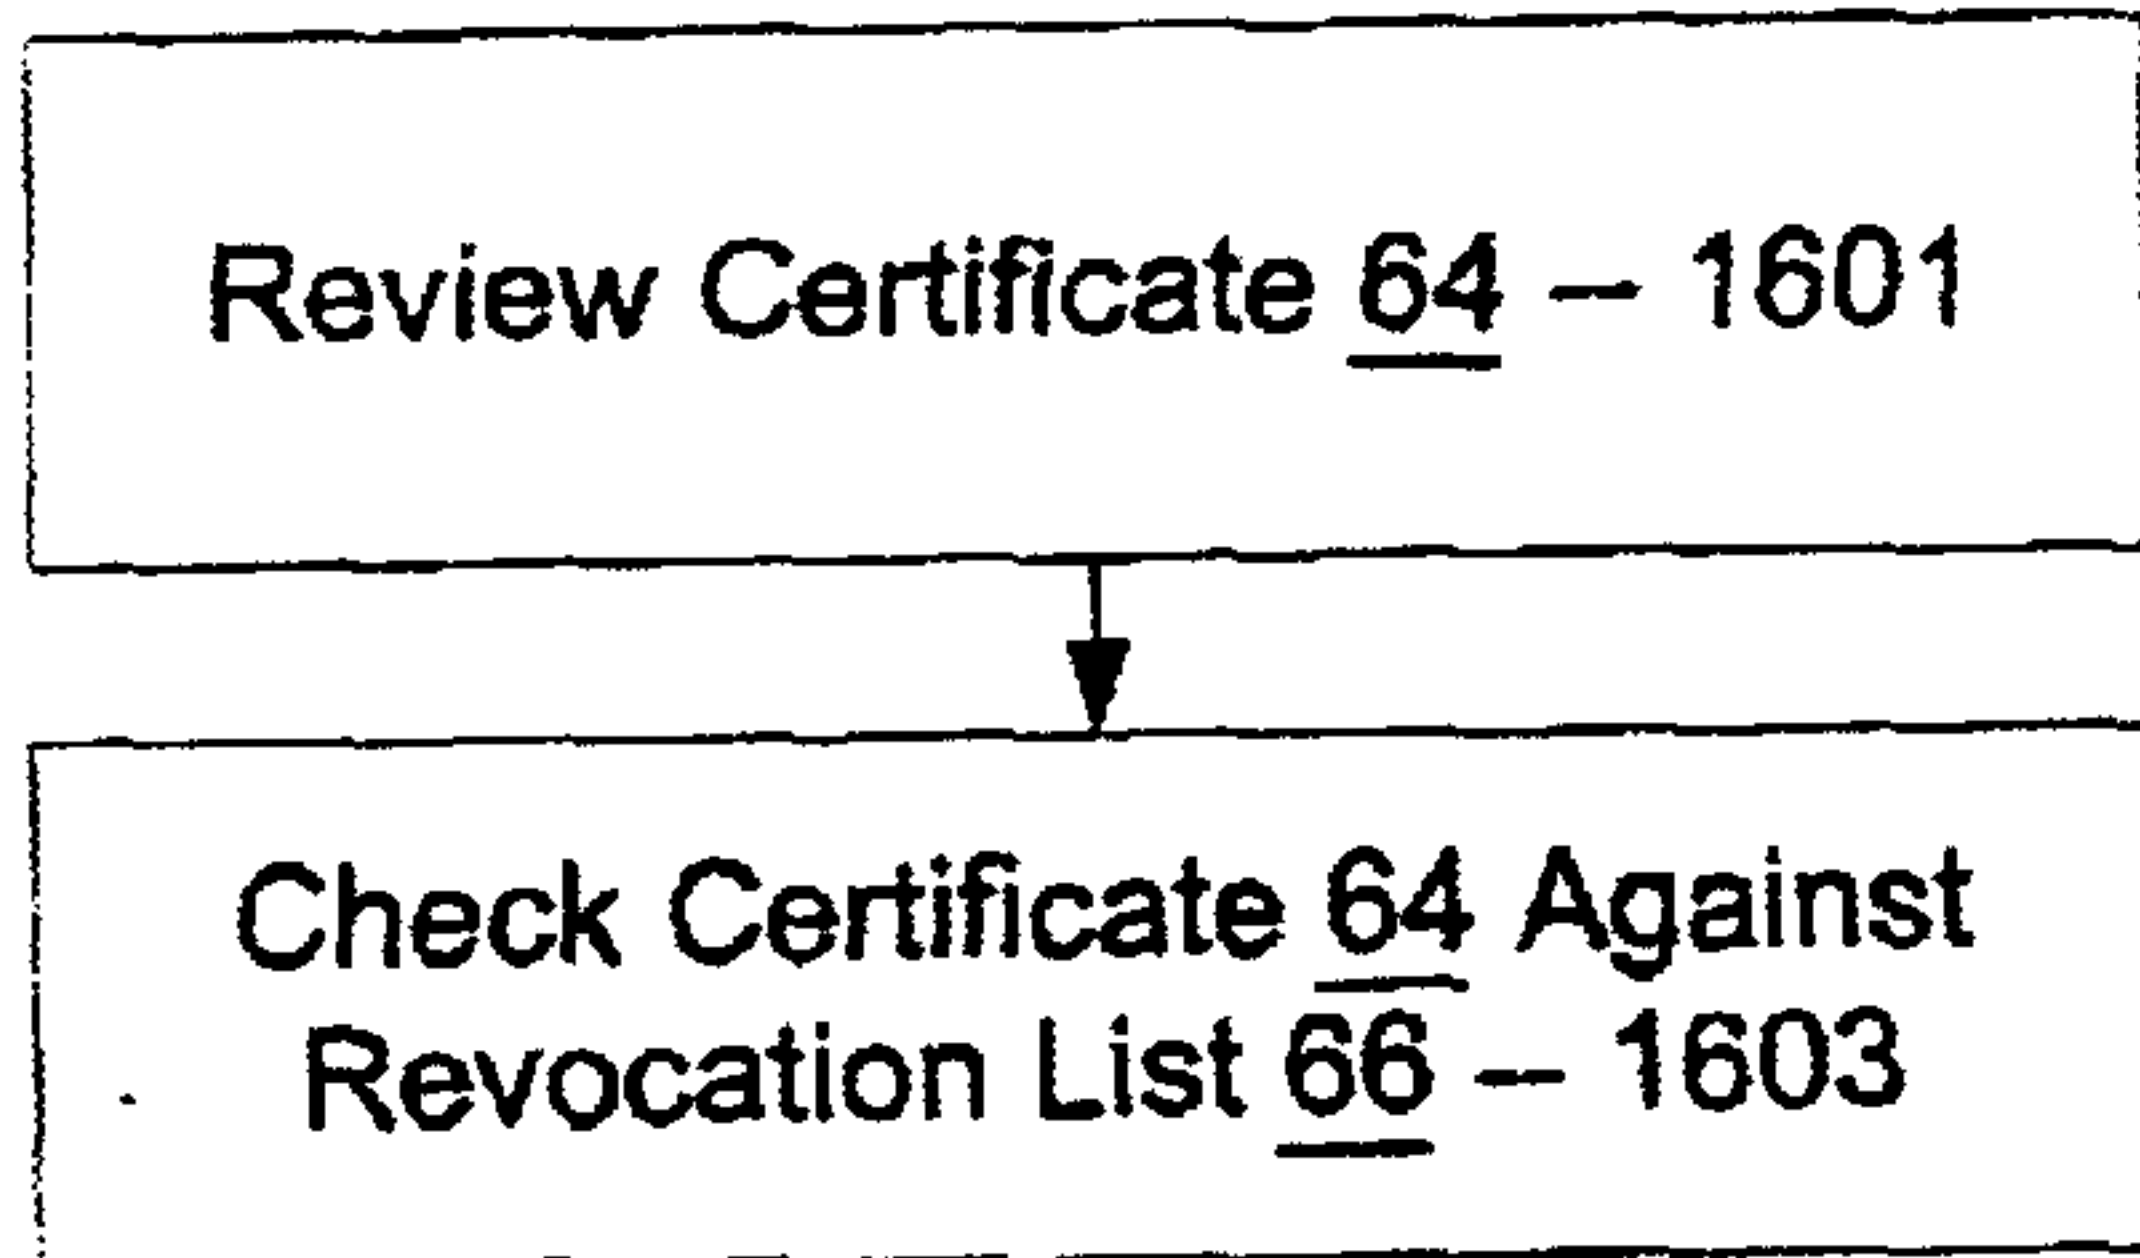 Review Certificate 64 – 1601
Check Certificate 64 Against
Revocation List 66 – 1603